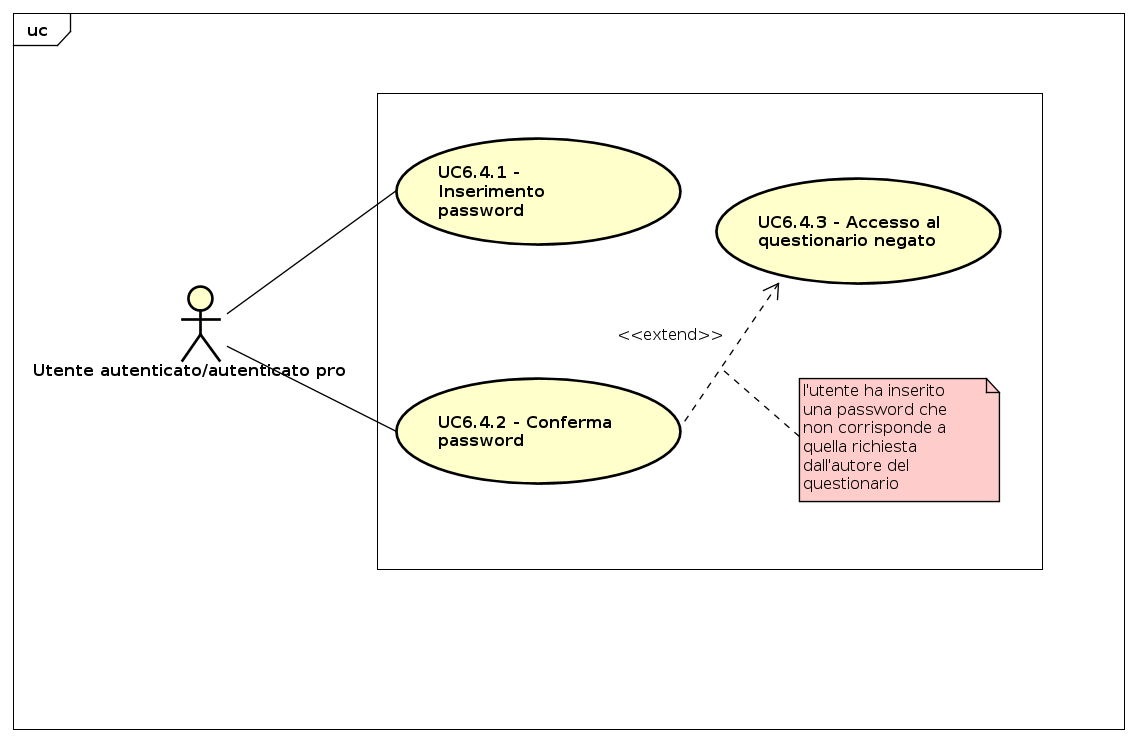 uc
UC6.4.1 -
Inserimento
password
UC6.4.3 - Accesso al
questionario negato
<<extend>>
Utente autenticato/autenticato pro
UC6.4.2 - Conferma
password
l'utente ha inserito
una password che
non corrisponde a
quella richiesta
dall'autore del
questionario